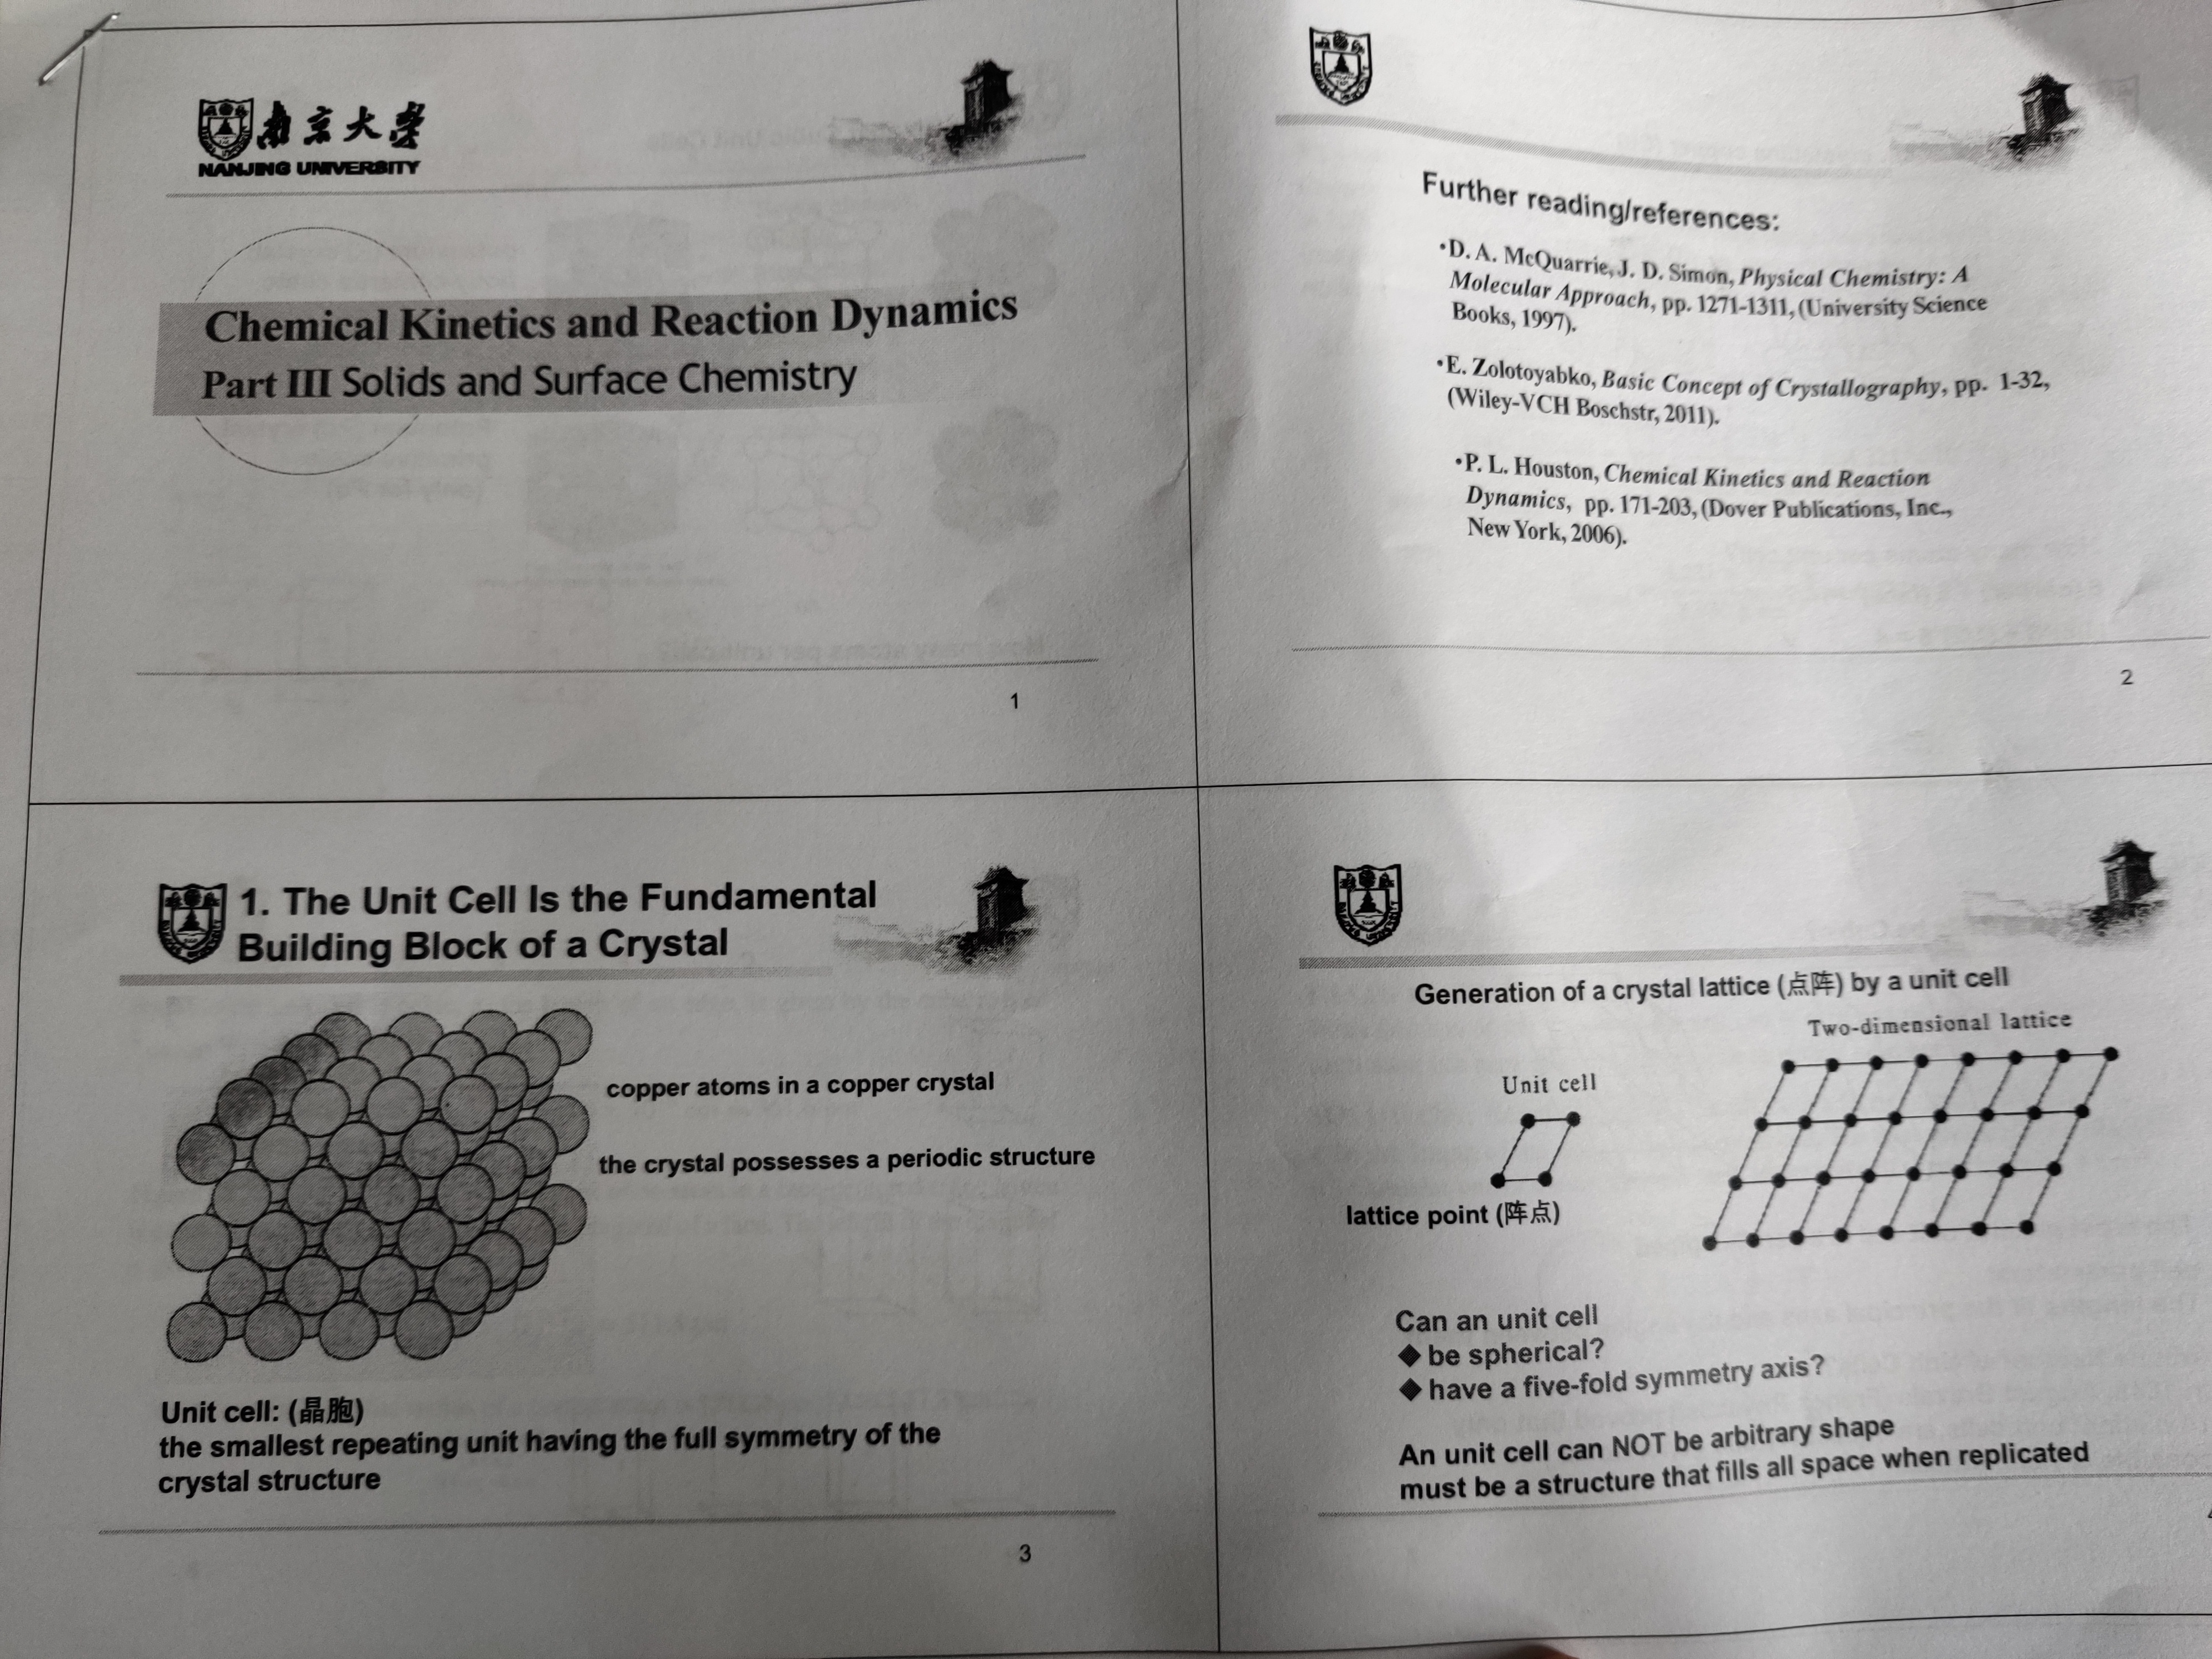 南京大学
NANJING UNIVERSITY
Chemical Kinetics and Reaction Dynamics
Part III Solids and Surface Chemistry
1
Further reading/references:
•D. A. McQuarrie, J. D. Simon, Physical Chemistry: A
Molecular Approach, pp. 1271-1311, (University Science
Books, 1997).
•E. Zolotoyabko, Basic Concept of Crystallography, pp. 1-32,
(Wiley-VCH Boschstr, 2011).
•P. L. Houston, Chemical Kinetics and Reaction
Dynamics, pp. 171-203, (Dover Publications, Inc.,
New York, 2006).
2
1. The Unit Cell Is the Fundamental
Building Block of a Crystal
copper atoms in a copper crystal
the crystal possesses a periodic structure
Unit cell: (晶胞)
the smallest repeating unit having the full symmetry of the
crystal structure
3
Generation of a crystal lattice (点阵) by a unit cell
Unit cell
Two-dimensional lattice
lattice point (阵点)
Can an unit cell
◆ be spherical?
◆ have a five-fold symmetry axis?
An unit cell can NOT be arbitrary shape
must be a structure that fills all space when replicated